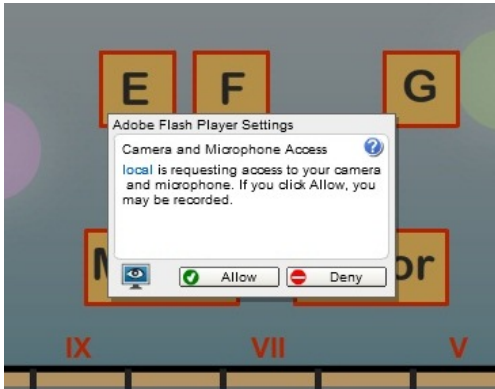 E F G
Adobe Flash Player Settings
Camera and Microphone Access
local is requesting access to your camera
and microphone. If you click Allow, you
may be recorded.
Allow Deny
M or
IX VII V